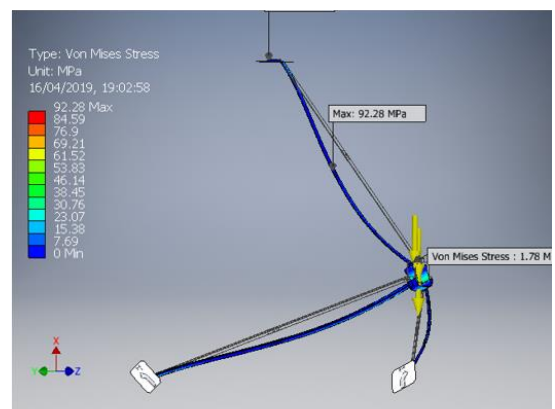 Type: Von Mises Stress
Unit: MPa
16/04/2019, 19:02:58
92.28 Max
84.59
76.9
69.21
61.52
53.83
46.14
38.45
30.76
23.07
15.38
7.69
0 Min
Max: 92.28 MPa
Von Mises Stress : 1.78 M
X
Y
Z